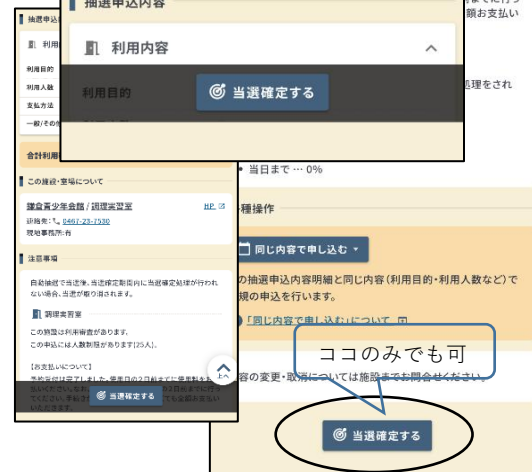 抽選申込内容
利用内容
利用目的
当選確定する
抽選申込
利用
利用目的
利用人数
支払方法
一般/その他
合計利用
この施設・室場について
鎌倉青少年会館 / 調理実習室
HP
連絡先: 0467-23-7530
現地事務所:有
注意事項
自動抽選で当選後、当選確定期間内に当選確定処理が行われ
ない場合、当選が取り消されます。
調理実習室
この施設は利用審査があります。
この申込には人数制限があります(25人)。
【お支払いについて】
上へ
当選確定する
額お支払い
処理をされ
• 当日まで … 0%
種操作
同じ内容で申し込む
の抽選申込内容明細と同じ内容(利用目的・利用人数など)で
規の申込を行います。
「同じ内容で申し込む」について
ココのみでも可
容の変更・取消については施設までお問合せください。
当選確定する